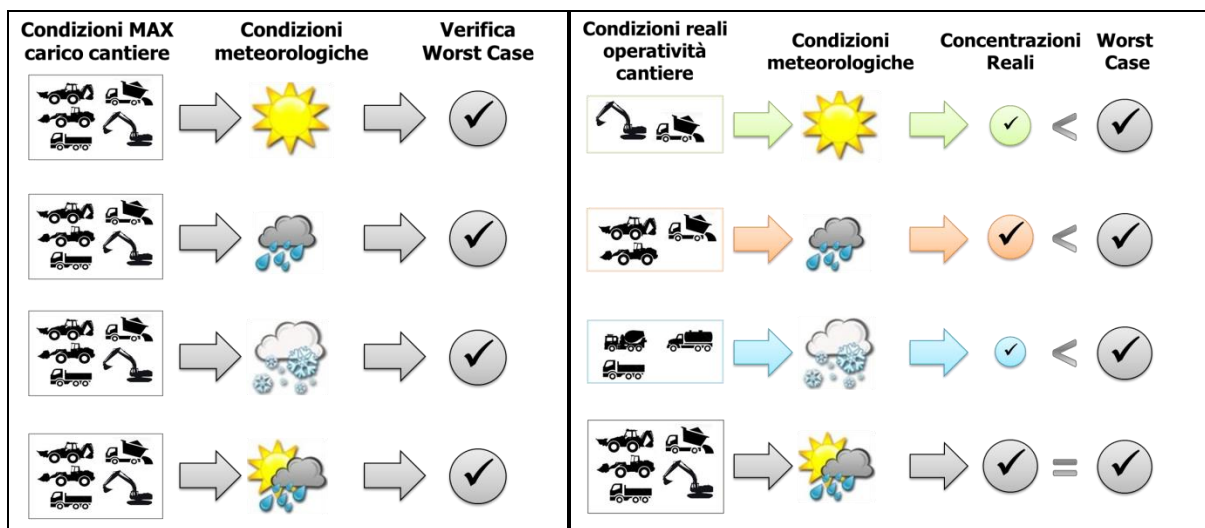 Condizioni MAX
carico cantiere
Condizioni
meteorologiche
Verifica
Worst Case
Condizioni reali
operatività
cantiere
Condizioni
meteorologiche
Concentrazioni
Reali
Worst
Case
<
<
<
=